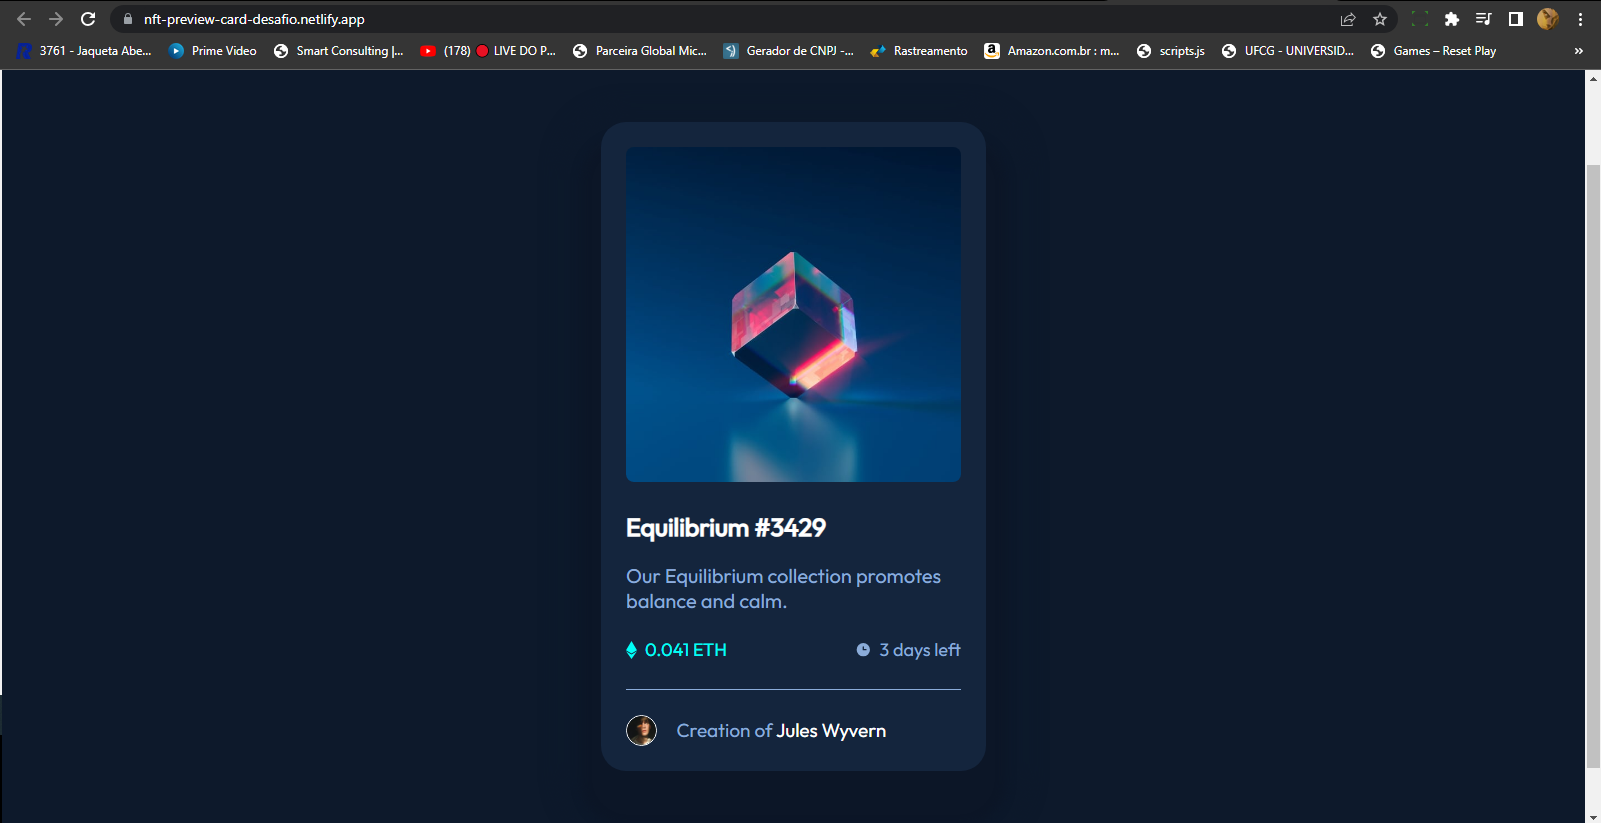 nft-preview-card-desafio.netlify.app
3761 - Jaqueta Abe...
Prime Video
Smart Consulting |...
(178) 🔴 LIVE DO P...
Parceira Global Mic...
Gerador de CNPJ -...
Rastreamento
Amazon.com.br : m...
scripts.js
UFCG - UNIVERSID...
Games – Reset Play
»
Equilibrium #3429
Our Equilibrium collection promotes
balance and calm.
0.041 ETH
3 days left
Creation of Jules Wyvern